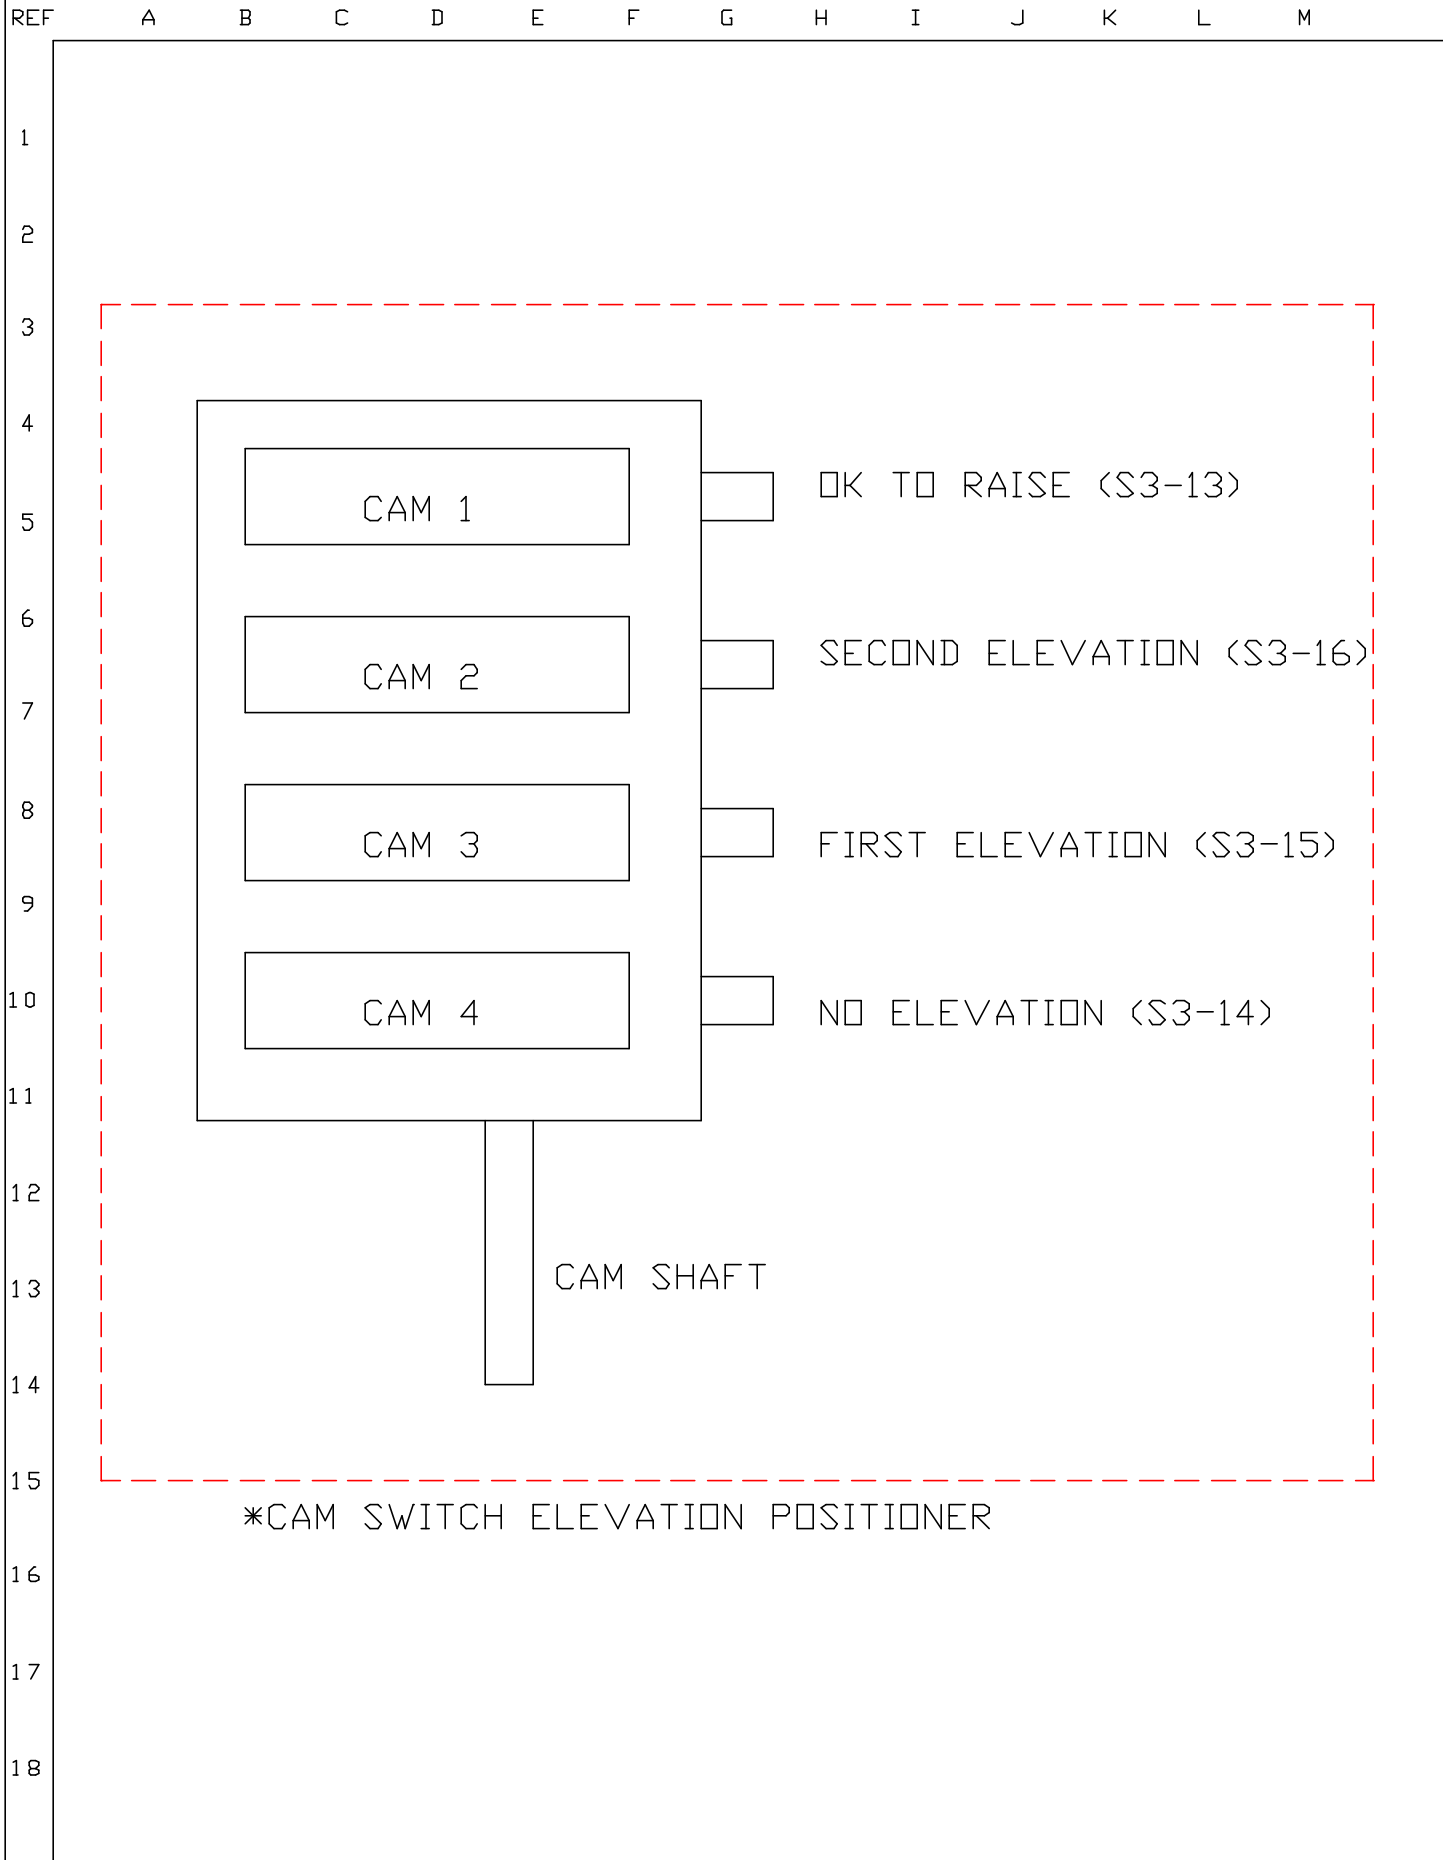 REF A B C D E F G H I J K L M
1
2
3
4
CAM 1 OK TO RAISE (S3-13)
5
6
CAM 2 SECOND ELEVATION (S3-16)
7
8
CAM 3 FIRST ELEVATION (S3-15)
9
10
CAM 4 NO ELEVATION (S3-14)
11
12
13 CAM SHAFT
14
15
*CAM SWITCH ELEVATION POSITIONER
16
17
18